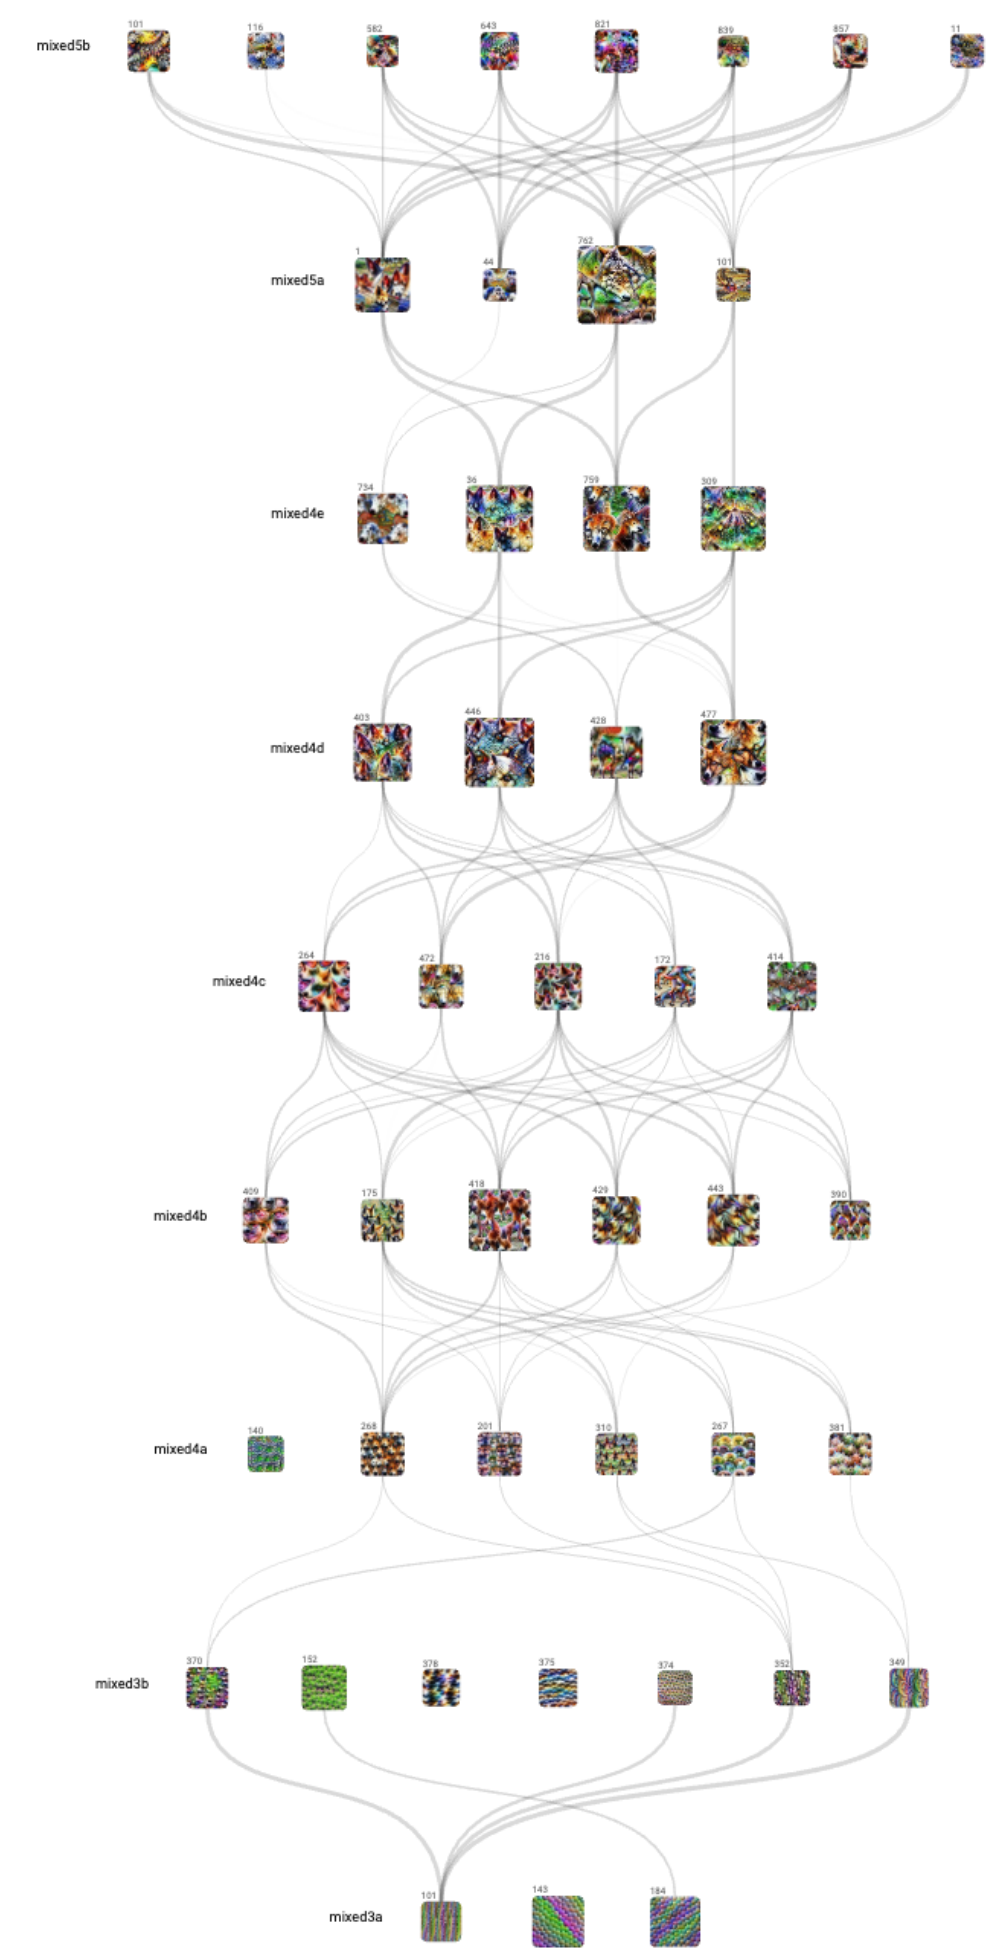 101 116 582 643 821 839 857 11
mixed5b
1 44 762 101
mixed5a
734 36 759 309
mixed4e
403 446 428 477
mixed4d
264 472 216 172 414
mixed4c
409 175 418 429 443 390
mixed4b
140 268 201 310 267 381
mixed4a
370 152 378 375 374 352 349
mixed3b
101 143 184
mixed3a